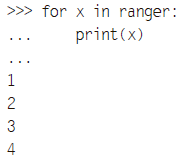 >>> for x in ranger:
...     print(x)
...
1
2
3
4